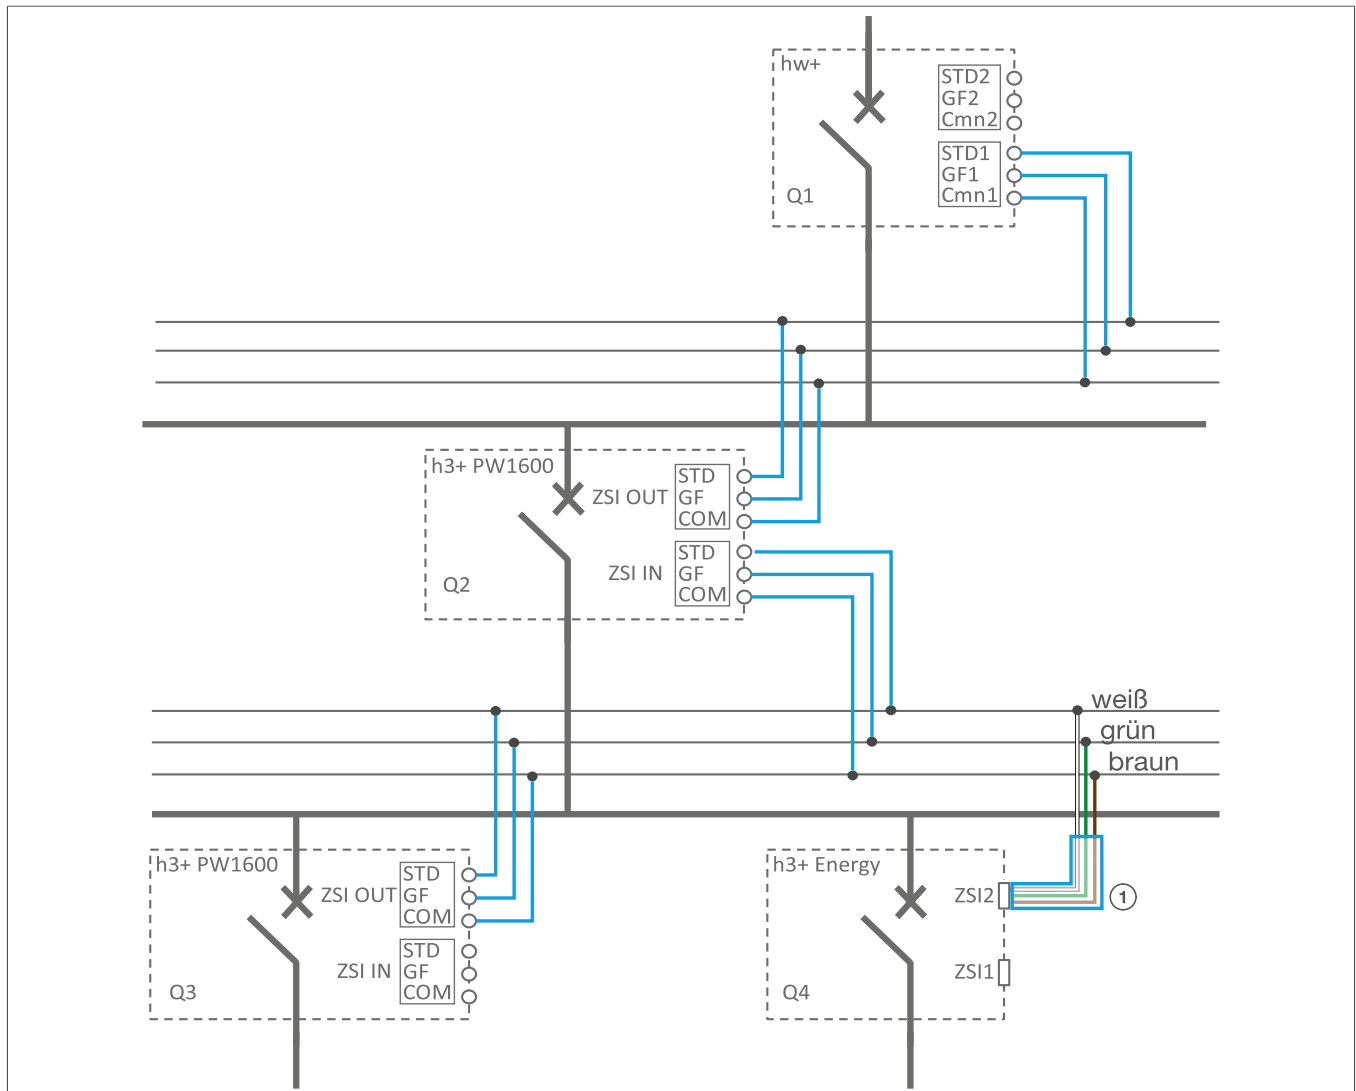 hw+
STD2
GF2
Cmn2
STD1
GF1
Cmn1
Q1
h3+ PW1600
ZSI OUT
STD
GF
COM
ZSI IN
STD
GF
COM
Q2
weiß
grün
braun
h3+ PW1600
ZSI OUT
STD
GF
COM
ZSI IN
STD
GF
COM
Q3
h3+ Energy
ZSI2
1
ZSI1
Q4